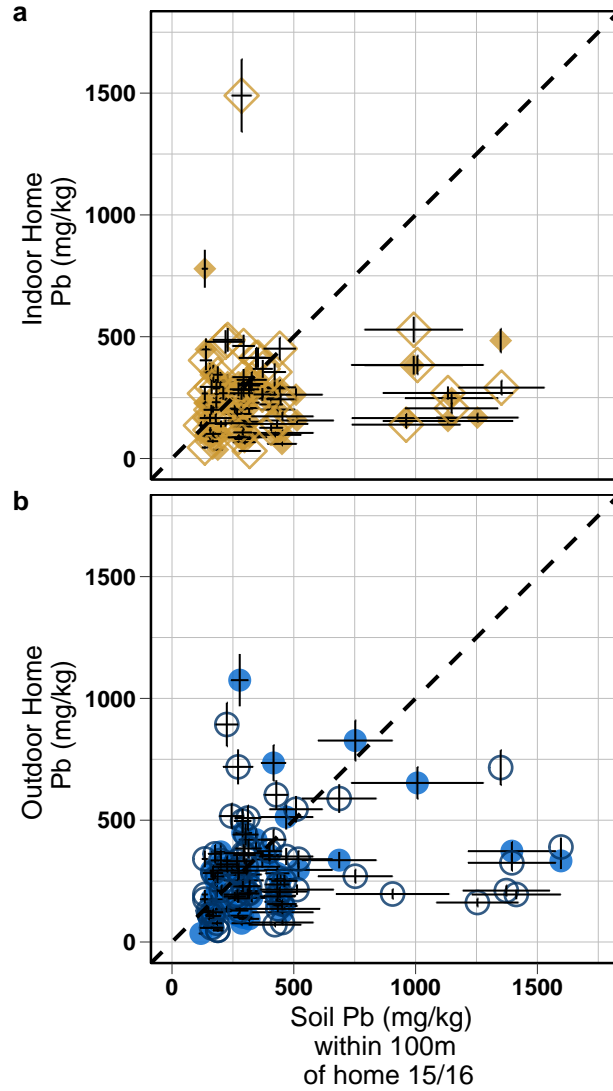 a
1500
1000
500
0
Indoor Home
Pb (mg/kg)
b
1500
1000
500
0
Outdoor Home
Pb (mg/kg)
0 500 1000 1500
Soil Pb (mg/kg)
within 100m
of home 15/16